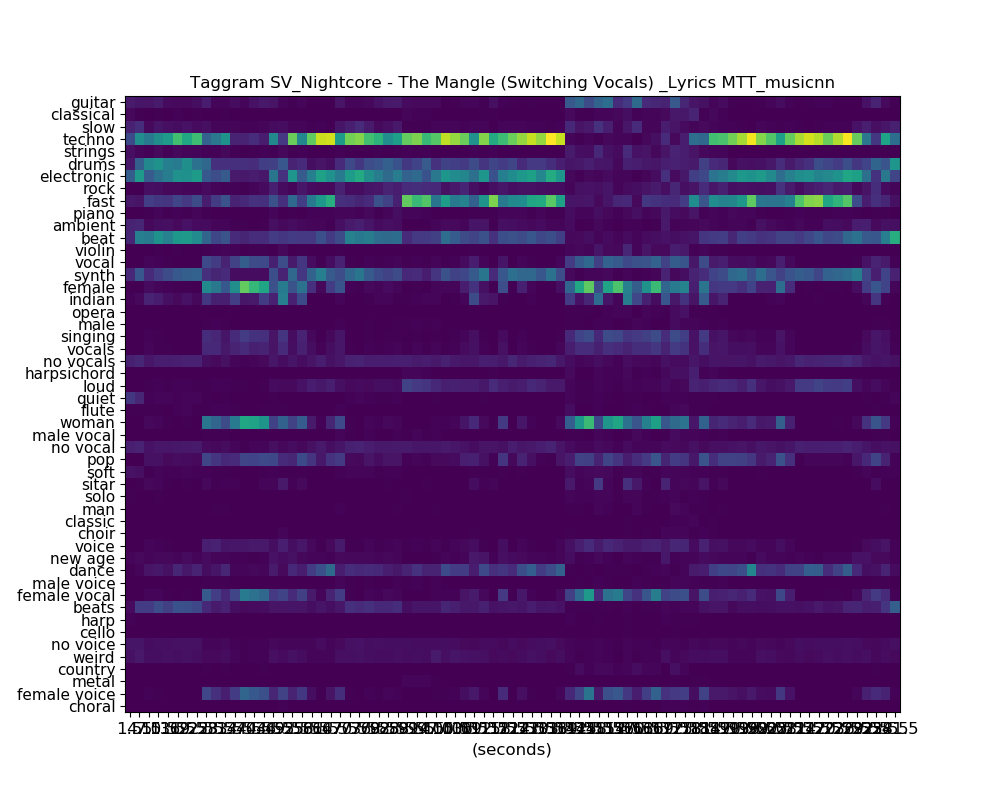 Taggram SV_Nightcore - The Mangle (Switching Vocals) _Lyrics MTT_musicnn
guitar
classical
slow
techno
strings
drums
electronic
rock
fast
piano
ambient
beat
violin
vocal
synth
female
indian
opera
male
singing
vocals
no vocals
harpsichord
loud
quiet
flute
woman
male vocal
no vocal
pop
soft
sitar
solo
man
classic
choir
voice
new age
dance
male voice
female vocal
beats
harp
cello
no voice
weird
country
metal
female voice
choral
(seconds)